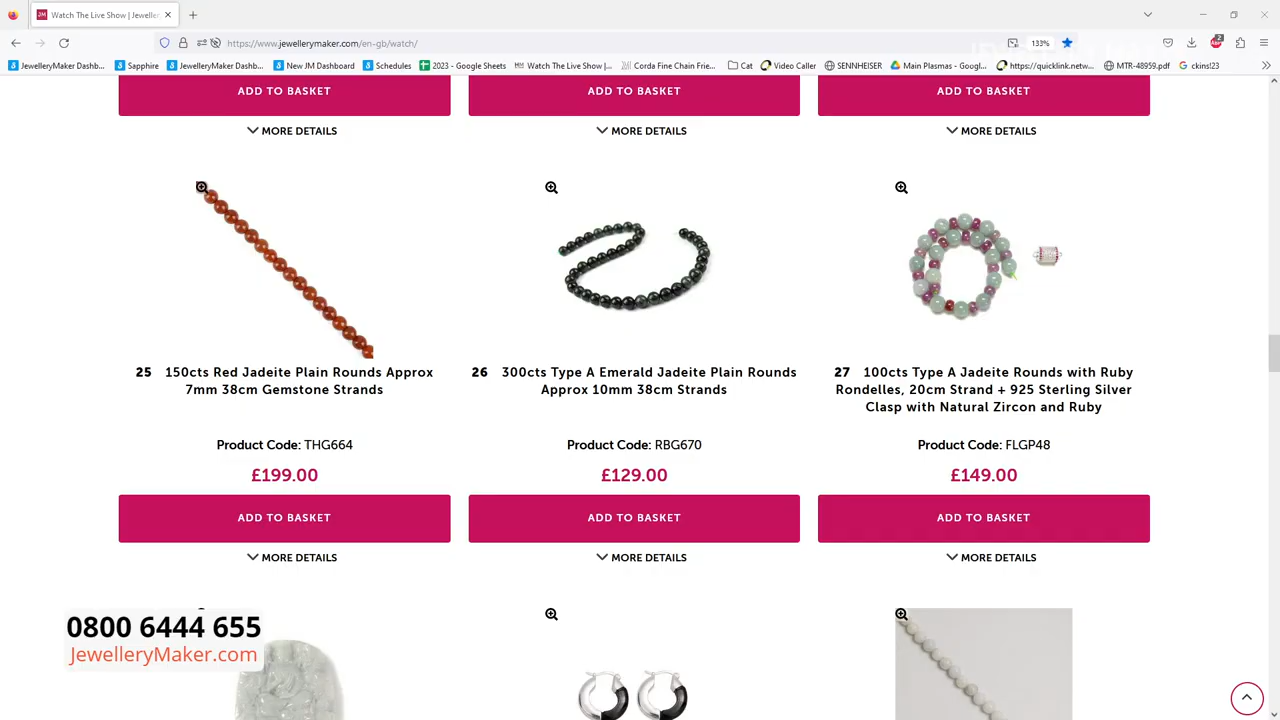 Watch The Live Show | Jeweller
https://www.jewellerymaker.com/en-gb/watch/
133%
2
JewelleryMaker Dashb... Sapphire JewelleryMaker Dashb... New JM Dashboard Schedules 2023 - Google Sheets Watch The Live Show |... Corda Fine Chain Frie... Cat Video Caller SENNHEISER Main Plasmas - Googl... https://quicklink.netw... MTR-48959.pdf ckins123
ADD TO BASKET ADD TO BASKET ADD TO BASKET
MORE DETAILS MORE DETAILS MORE DETAILS
25 150cts Red Jadeite Plain Rounds Approx
7mm 38cm Gemstone Strands
Product Code: THG664
£199.00
ADD TO BASKET
MORE DETAILS
26 300cts Type A Emerald Jadeite Plain Rounds
Approx 10mm 38cm Strands
Product Code: RBG670
£129.00
ADD TO BASKET
MORE DETAILS
27 100cts Type A Jadeite Rounds with Ruby
Rondelles, 20cm Strand + 925 Sterling Silver
Clasp with Natural Zircon and Ruby
Product Code: FLGP48
£149.00
ADD TO BASKET
MORE DETAILS
0800 6444 655
JewelleryMaker.com